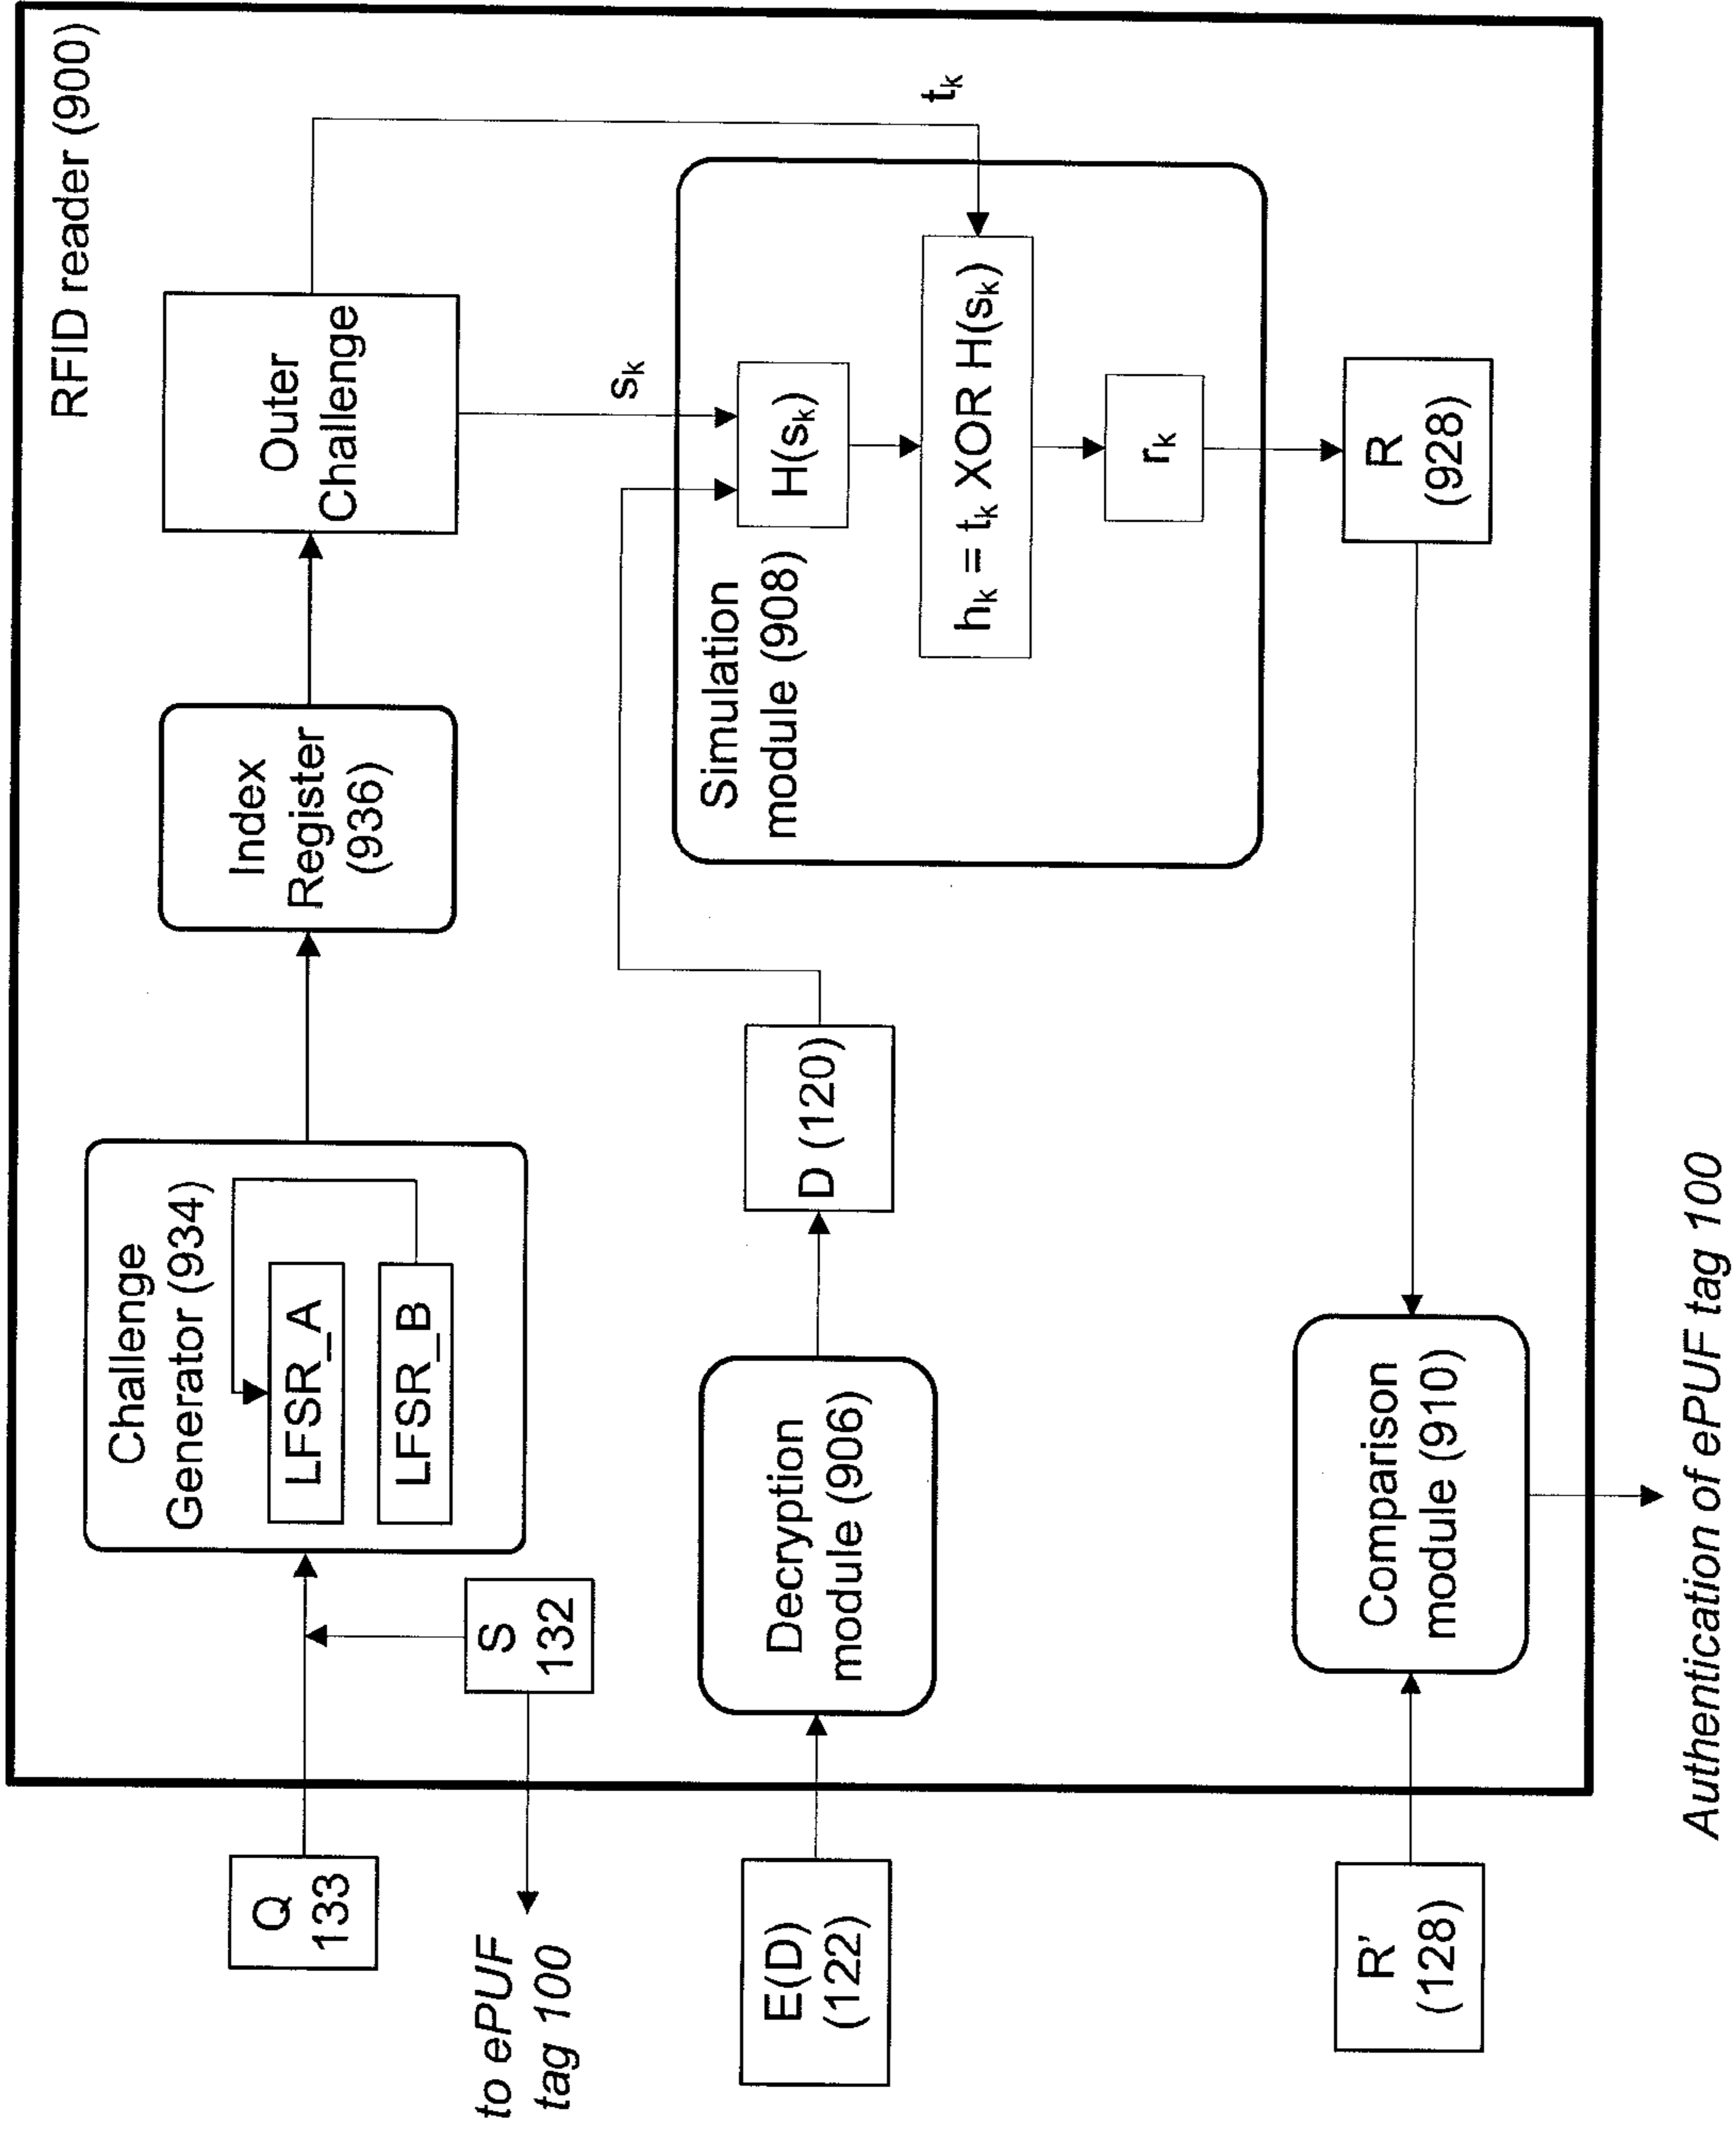 RFID reader (900)
Q
133
to ePUF
tag 100
S
132
Challenge
Generator (934)
LFSR_A
LFSR_B
Index
Register
(936)
Outer
Challenge
tₖ
sₖ
E(D)
(122)
Decryption
module (906)
D (120)
Simulation
module (908)
H(sₖ)
hₖ = tₖ XOR H(sₖ)
rₖ
R'
(128)
Comparison
module (910)
R
(928)
Authentication of ePUF tag 100